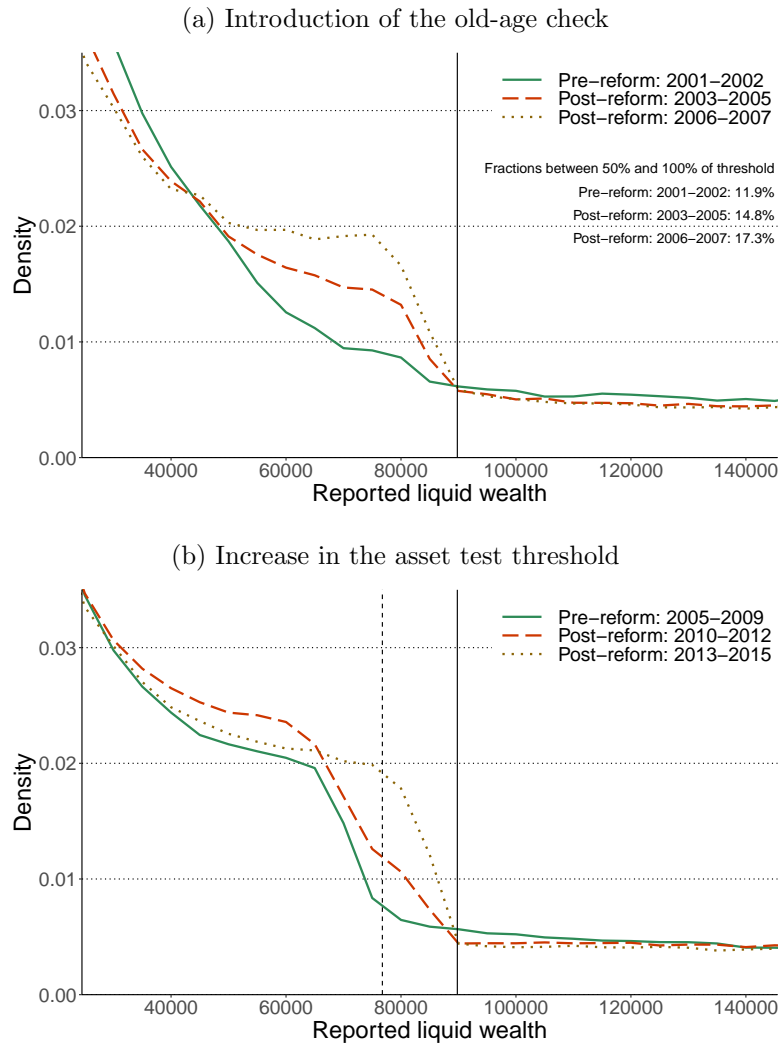 (a) Introduction of the old-age check
Pre−reform: 2001−2002
Post−reform: 2003−2005
Post−reform: 2006−2007
Fractions between 50% and 100% of threshold
Pre−reform: 2001−2002: 11.9%
Post−reform: 2003−2005: 14.8%
Post−reform: 2006−2007: 17.3%
Density
0.03
0.02
0.01
0.00
40000 60000 80000 100000 120000 140000
Reported liquid wealth
(b) Increase in the asset test threshold
Pre−reform: 2005−2009
Post−reform: 2010−2012
Post−reform: 2013−2015
Density
0.03
0.02
0.01
0.00
40000 60000 80000 100000 120000 140000
Reported liquid wealth